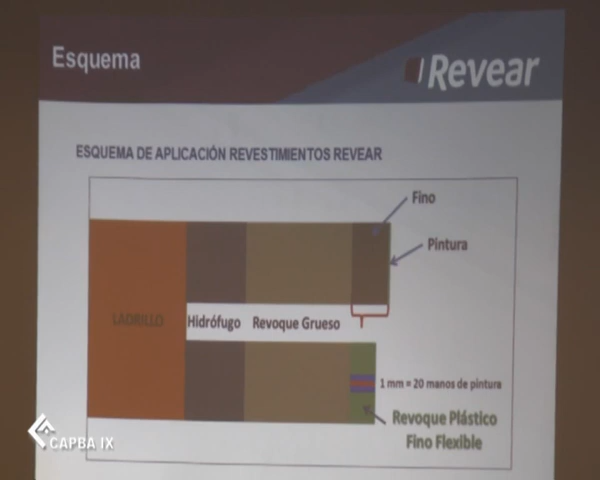 Esquema
Revear
ESQUEMA DE APLICACIÓN REVESTIMIENTOS REVEAR
Fino
Pintura
LADRILLO
Hidrófugo
Revoque Grueso
1 mm = 20 manos de pintura
Revoque Plástico
Fino Flexible
CAPBA IX